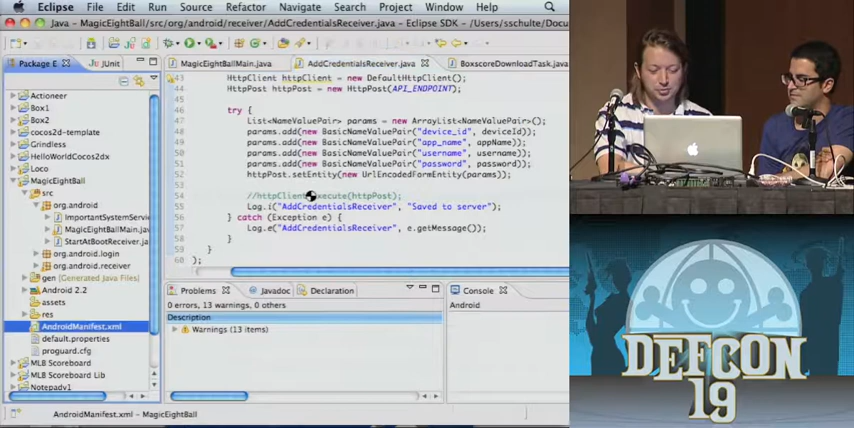 Eclipse File Edit Run Source Refactor Navigate Search Project Window Help
Java – MagicEightBall/src/org/android/receiver/AddCredentialsReceiver.java – Eclipse SDK – /Users/sschulte/Docu
Package E JUnit
MagicEightBallMain.java AddCredentialsReceiver.java BoxscoreDownloadTask.java
Actioneer
Box1
Box2
cocos2d-template
Grindless
HelloWorldCocos2dx
Loco
MagicEightBall
src
org.android
ImportantSystemServi
MagicEightBallMain.j
StartAtBootReceiver.j
org.android.login
org.android.receiver
gen [Generated Java Files]
Android 2.2
assets
res
AndroidManifest.xml
default.properties
proguard.cfg
MLB Scoreboard
MLB Scoreboard Lib
Notepadv1
43 HttpClient httpClient = new DefaultHttpClient();
44 HttpPost httpPost = new HttpPost(API_ENDPOINT);
45
46 try {
47 List<NameValuePair> params = new ArrayList<NameValuePair>();
48 params.add(new BasicNameValuePair("device_id", deviceId));
49 params.add(new BasicNameValuePair("app_name", appName));
50 params.add(new BasicNameValuePair("username", username));
51 params.add(new BasicNameValuePair("password", password));
52 httpPost.setEntity(new UrlEncodedFormEntity(params));
53
54 //httpClient.execute(httpPost);
55 Log.i("AddCredentialsReceiver", "Saved to server");
56 } catch (Exception e) {
57 Log.e("AddCredentialsReceiver", e.getMessage());
58 }
59 }
60 );
Problems Javadoc Declaration
0 errors, 13 warnings, 0 others
Description
Warnings (13 items)
Console
Android
AndroidManifest.xml – MagicEightBall
DEFCON
19